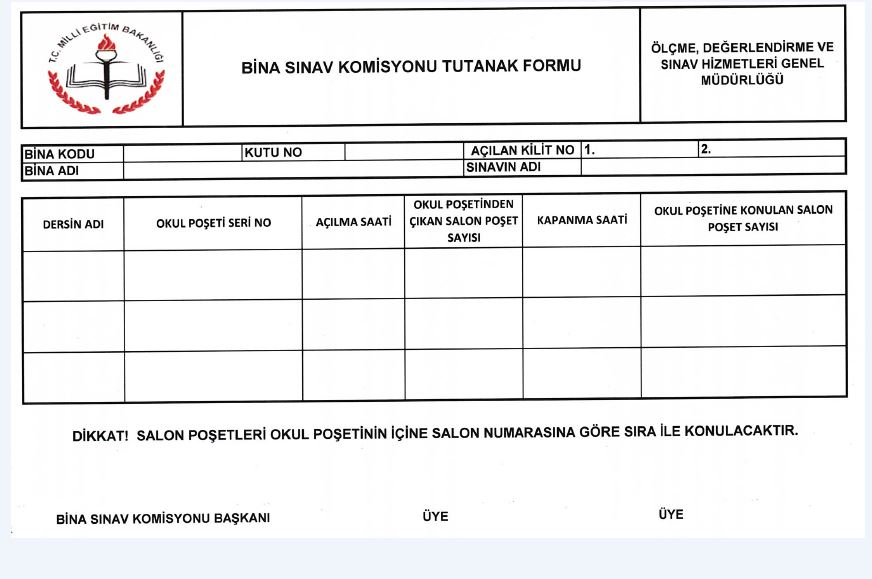 T.C. MİLLİ EĞİTİM BAKANLIĞI
BİNA SINAV KOMİSYONU TUTANAK FORMU
ÖLÇME, DEĞERLENDİRME VE
SINAV HİZMETLERİ GENEL
MÜDÜRLÜĞÜ
BİNA KODU KUTU NO AÇILAN KİLİT NO 1. 2.
BİNA ADI SINAVIN ADI
DERSİN ADI
OKUL POŞETİ SERİ NO
AÇILMA SAATİ
OKUL POŞETİNDEN
ÇIKAN SALON POŞET
SAYISI
KAPANMA SAATİ
OKUL POŞETİNE KONULAN SALON
POŞET SAYISI
DİKKAT! SALON POŞETLERİ OKUL POŞETİNİN İÇİNE SALON NUMARASINA GÖRE SIRA İLE KONULACAKTIR.
BİNA SINAV KOMİSYONU BAŞKANI ÜYE ÜYE